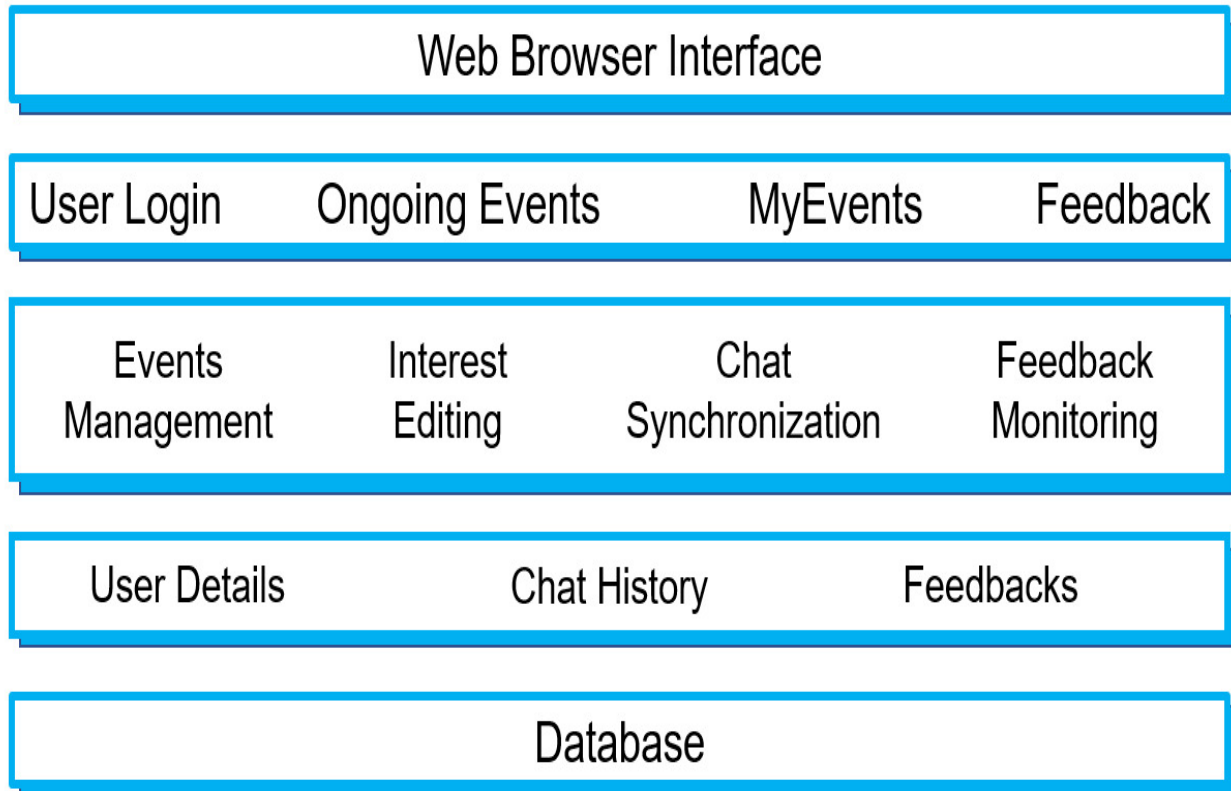 Web Browser Interface
User Login Ongoing Events MyEvents Feedback
Events Interest Chat Feedback
Management Editing Synchronization Monitoring
User Details Chat History Feedbacks
Database